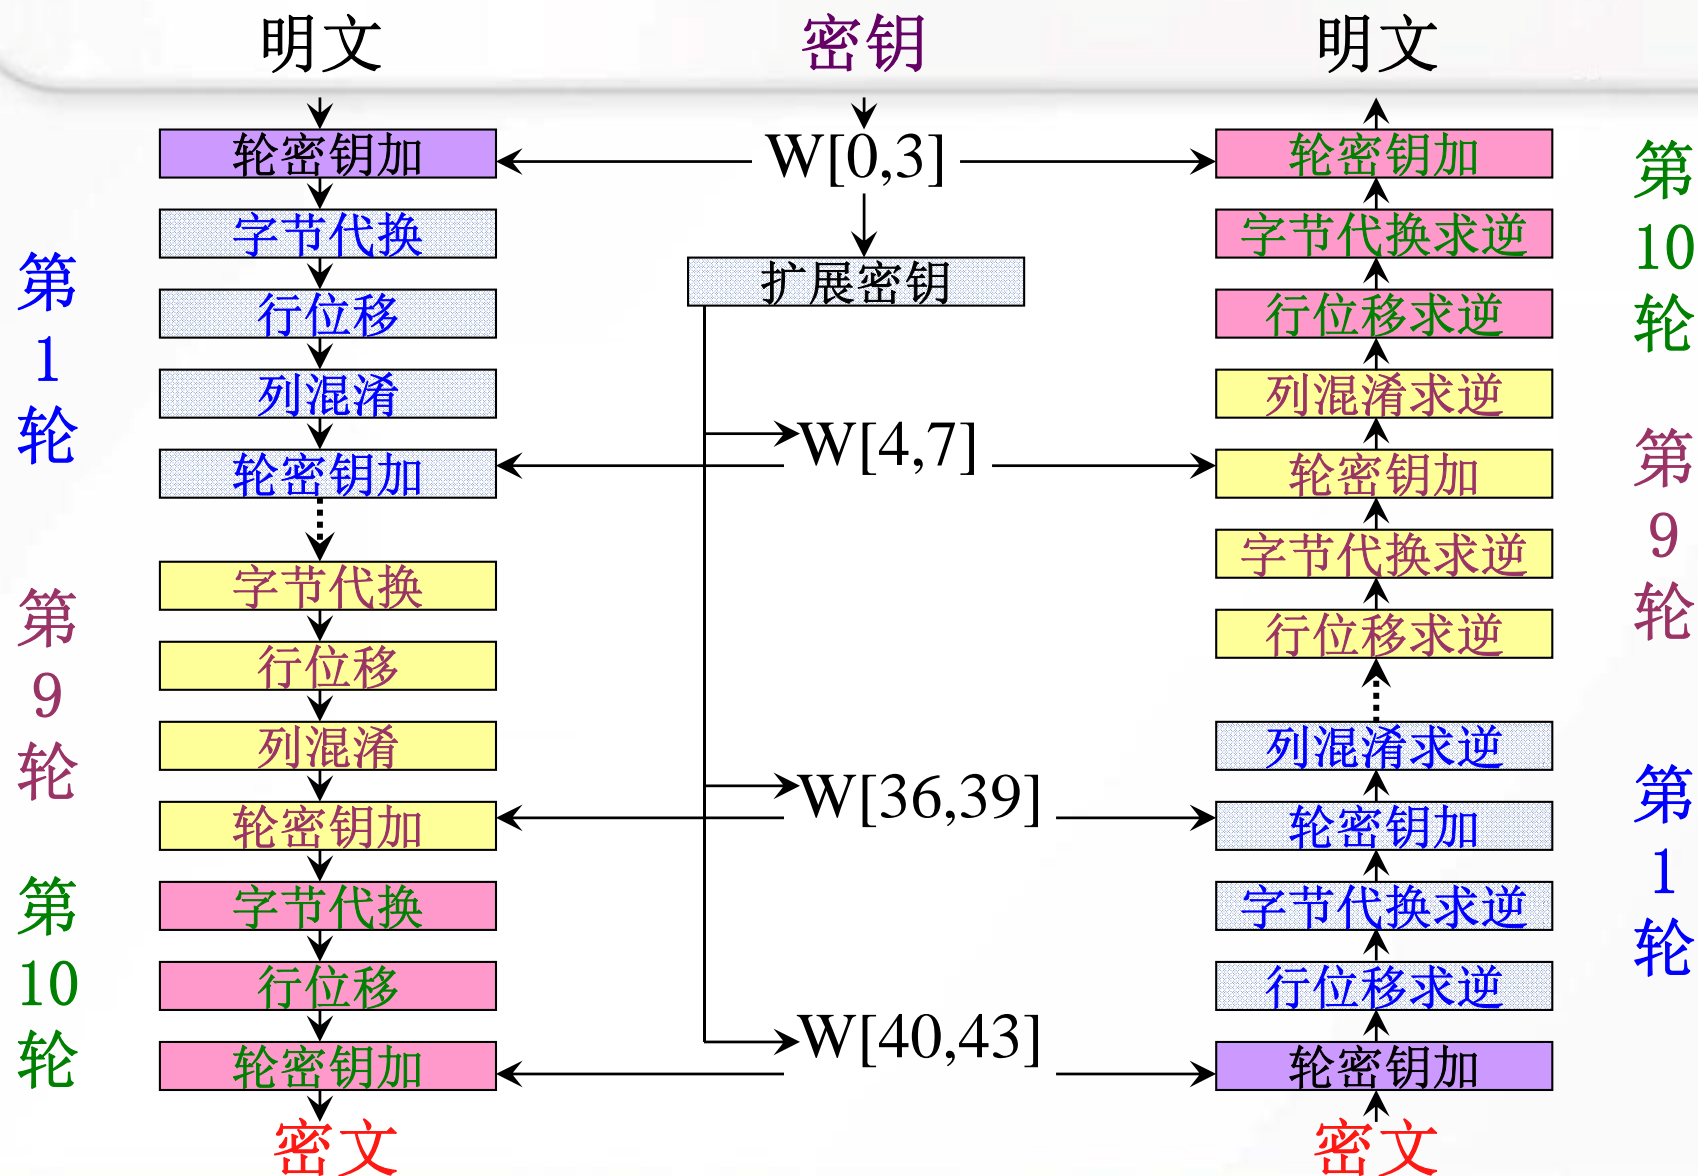 明文
密钥
明文
轮密钥加
W[0,3]
轮密钥加
字节代换
字节代换求逆
扩展密钥
行位移
行位移求逆
列混淆
列混淆求逆
W[4,7]
轮密钥加
轮密钥加
字节代换求逆
字节代换
行位移求逆
行位移
列混淆
列混淆求逆
W[36,39]
轮密钥加
轮密钥加
字节代换
字节代换求逆
行位移
行位移求逆
W[40,43]
轮密钥加
轮密钥加
密文
密文
第
1
轮
第
9
轮
第
10
轮
第
10
轮
第
9
轮
第
1
轮